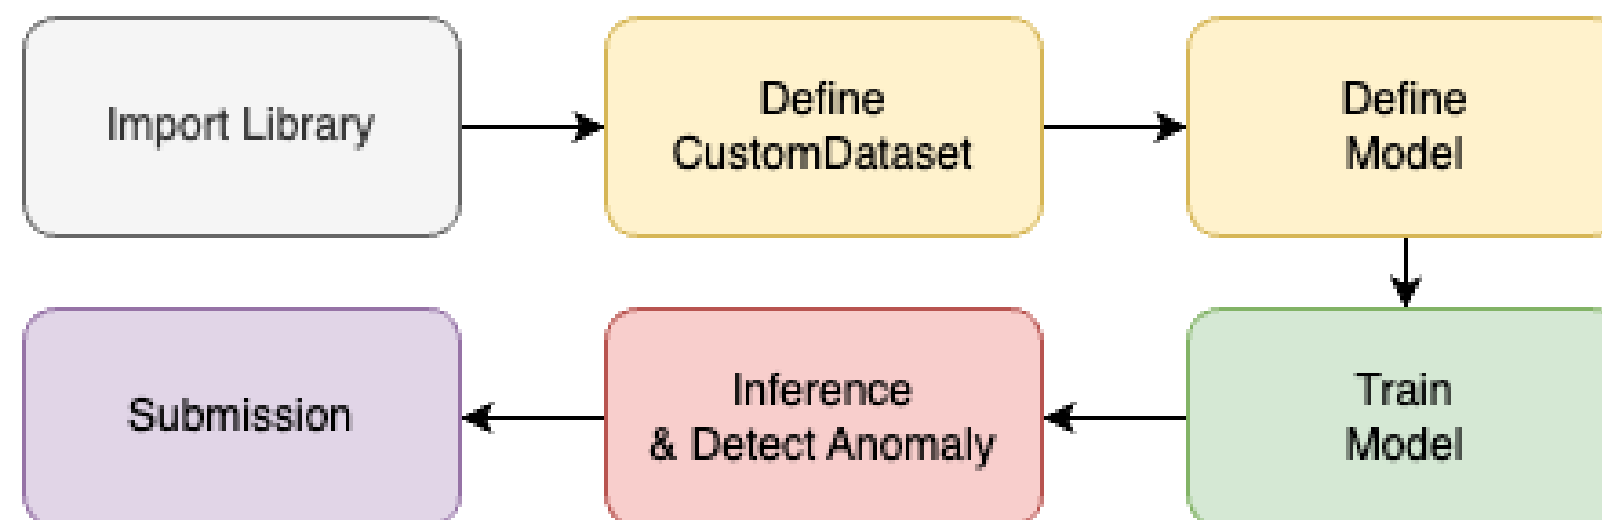 Import Library
Define
CustomDataset
Define
Model
Train
Model
Inference
& Detect Anomaly
Submission